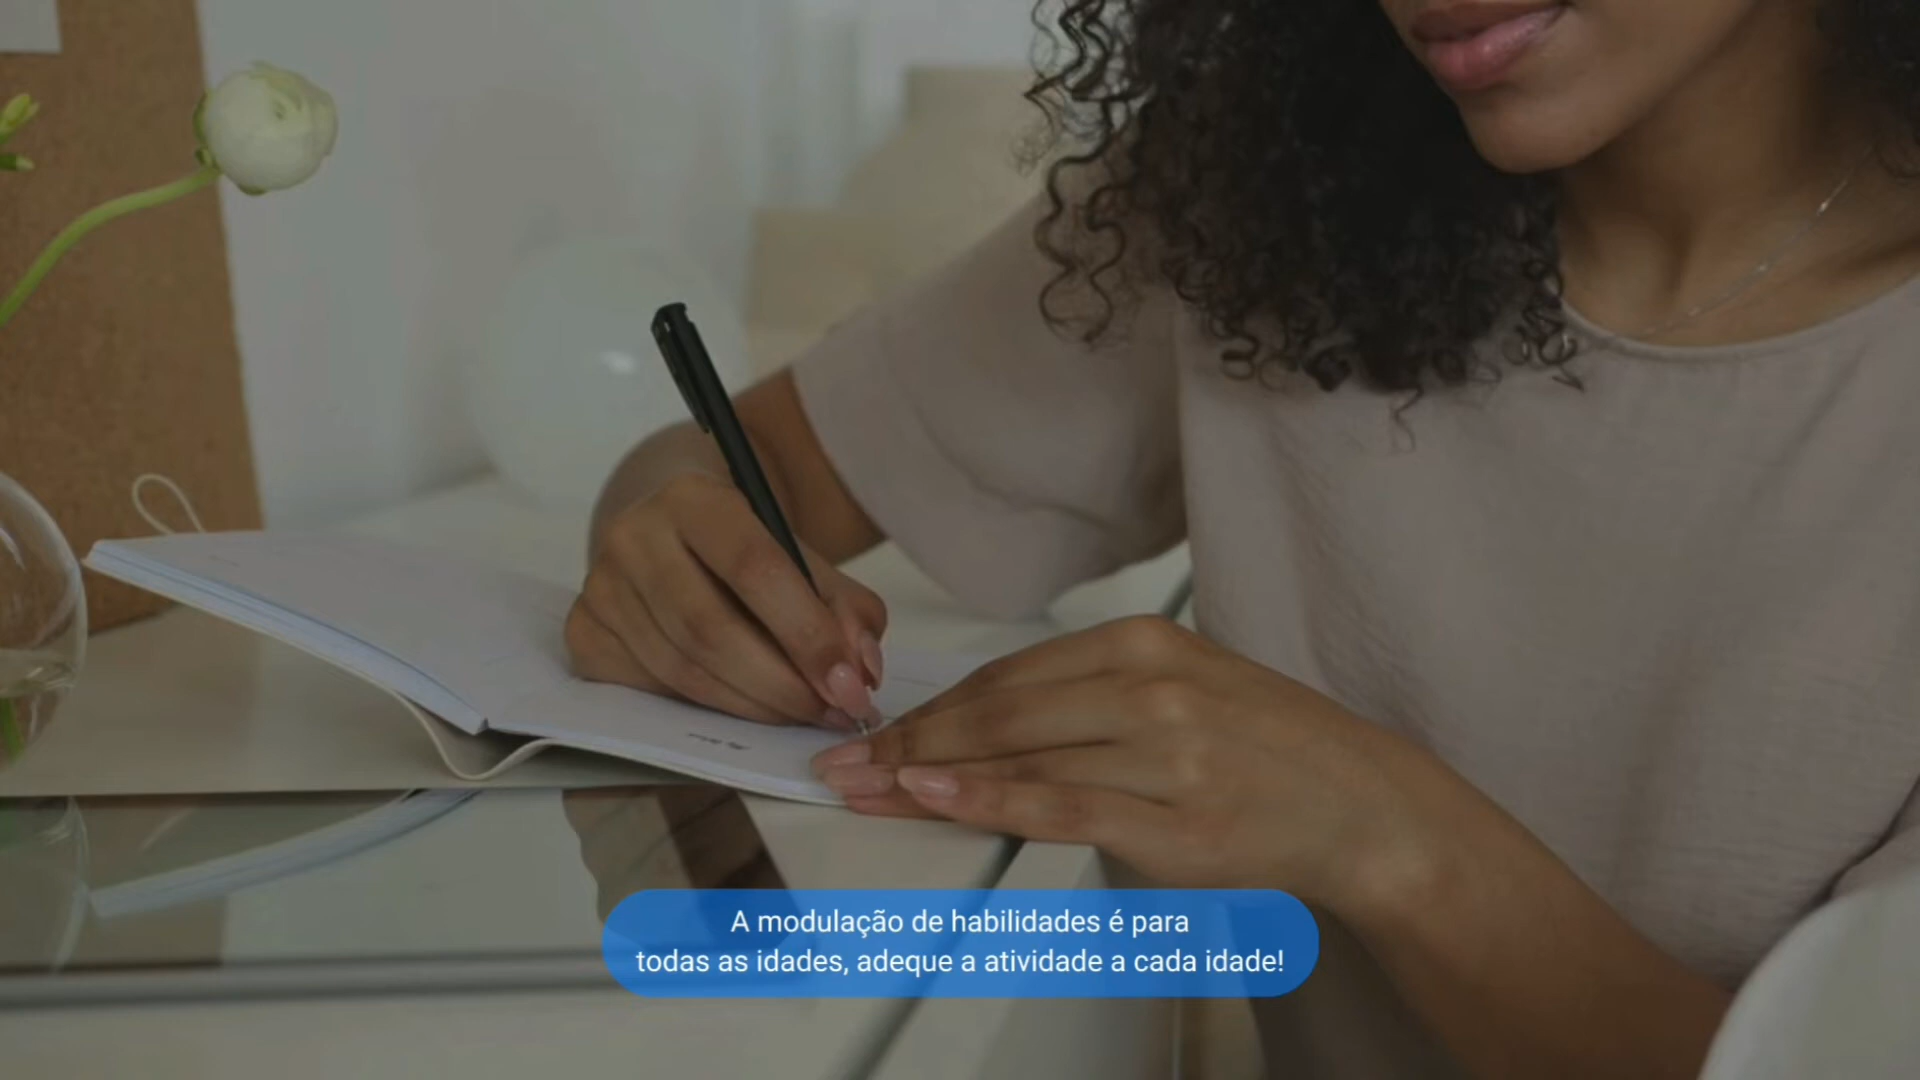 A modulação de habilidades é para
todas as idades, adeque a atividade a cada idade!